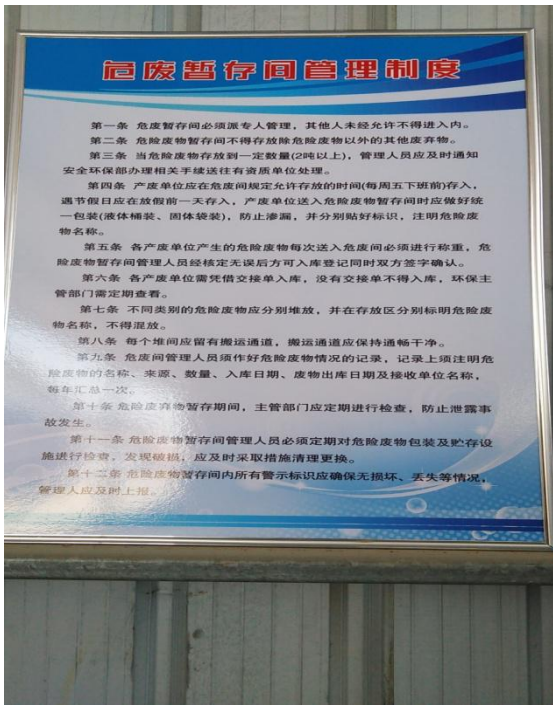 危废暂存间管理制度
第一条 危废暂存间必须派专人管理，其他人未经允许不得进入内。
第二条 危险废物暂存间不得存放除危险废物以外的其他废弃物。
第三条 当危险废物存放到一定数量(2吨以上)，管理人员应及时通知
安全环保部办理相关手续送往有资质单位处理。
第四条 产废单位应在危废间规定允许存放的时间(每周五下班前)存入，
遇节假日应在放假前一天存入，产废单位送入危险废物暂存间时应做好统
一包装(液体桶装、固体袋装)，防止渗漏，并分别贴好标识，注明危险废
物名称。
第五条 各产废单位产生的危险废物每次送入危废间必须进行称重，危
险废物暂存间管理人员经核定无误后方可入库登记同时双方签字确认。
第六条 各产废单位需凭借交接单入库，没有交接单不得入库，环保主
管部门需定期查看。
第七条 不同类别的危险废物应分别堆放，并在存放区分别标明危险废
物名称，不得混放。
第八条 每个堆间应留有搬运通道，搬运通道应保持通畅干净。
第九条 危废间管理人员须作好危险废物情况的记录，记录上须注明危
险废物的名称、来源、数量、入库日期、废物出库日期及接收单位名称，
每年汇总一次。
第十条 危险废弃物暂存期间，主管部门应定期进行检查，防止泄露事
故发生。
第十一条 危险废物暂存间管理人员必须定期对危险废物包装及贮存设
施进行检查，发现破损，应及时采取措施清理更换。
第十二条 危险废物暂存间内所有警示标识应确保无损坏、丢失等情况，
管理人应及时上报。